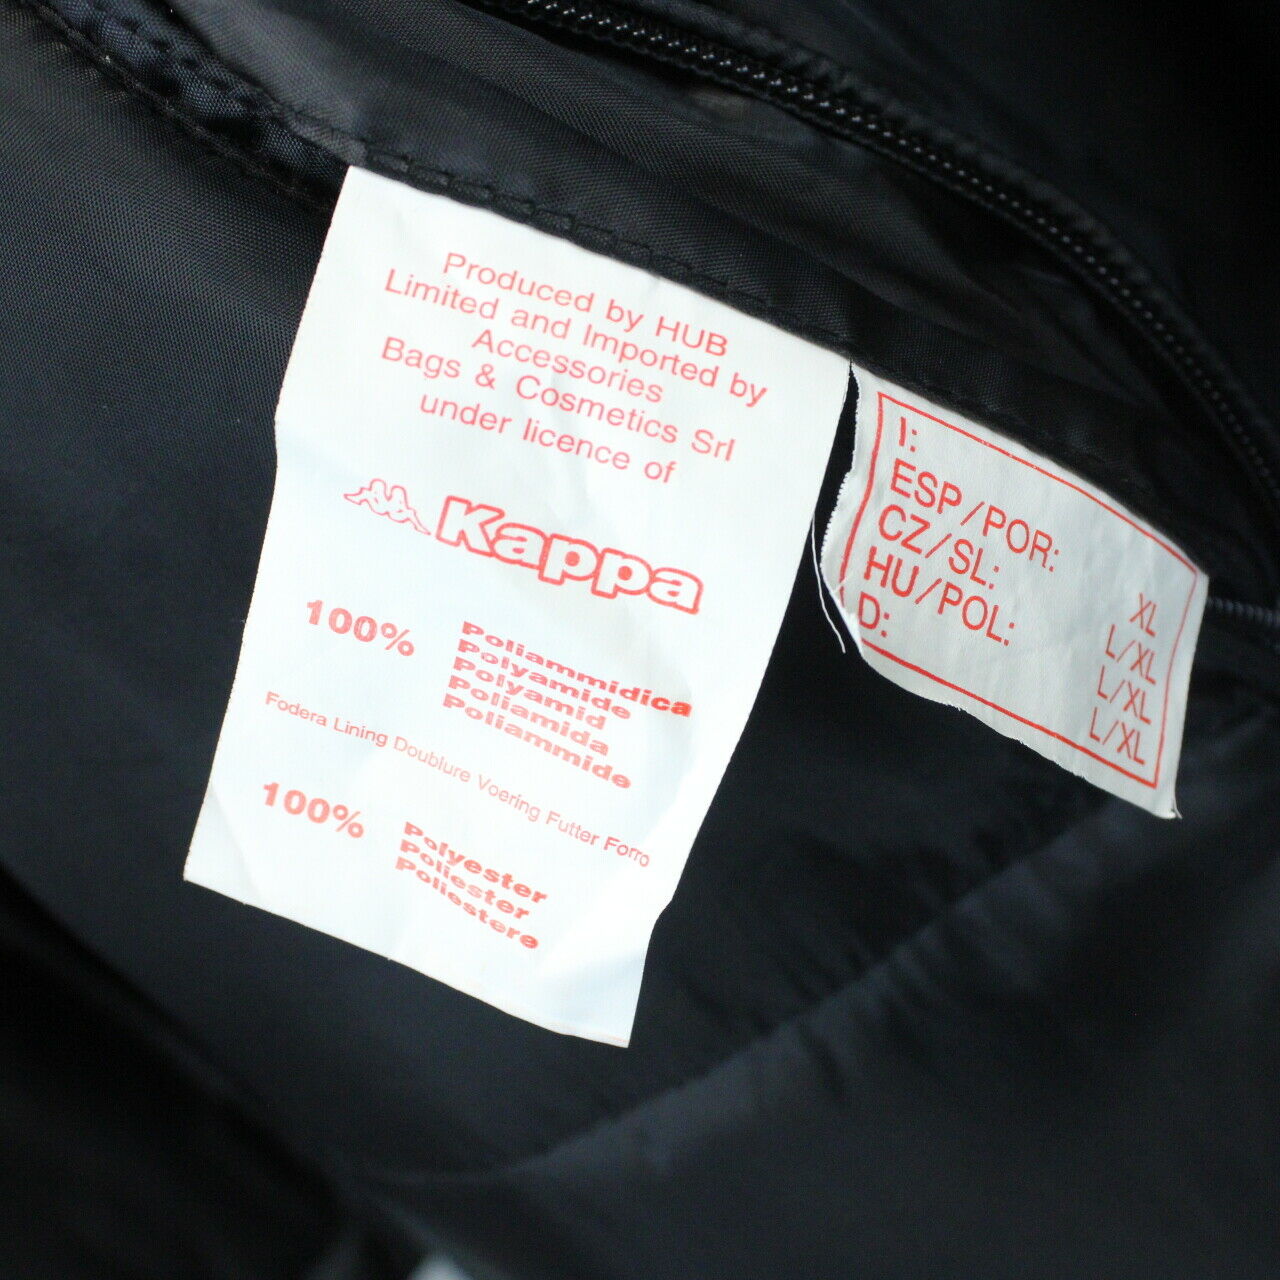 Produced by HUB
Limited and Imported by
Accessories
Bags & Cosmetics Srl
under licence of
Kappa
100%
Poliammidica
Polyamide
Polyamid
Poliamida
Poliammide
Fodera Lining Doublure Voering Futter Forro
100%
Polyester
Poliester
Poliestere
I:
ESP/POR: XL
CZ/SL: L/XL
HU/POL: L/XL
D: L/XL